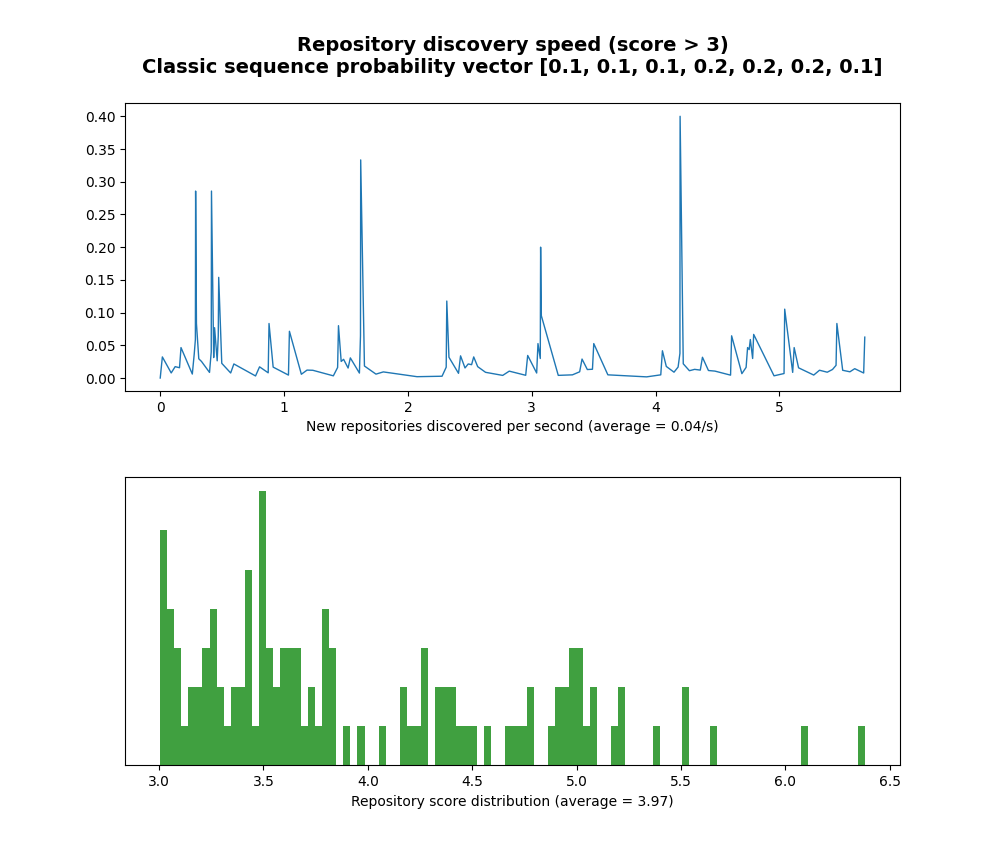 Repository discovery speed (score > 3)
Classic sequence probability vector [0.1, 0.1, 0.1, 0.2, 0.2, 0.2, 0.1]
0.40
0.35
0.30
0.25
0.20
0.15
0.10
0.05
0.00
0 1 2 3 4 5
New repositories discovered per second (average = 0.04/s)
3.0 3.5 4.0 4.5 5.0 5.5 6.0 6.5
Repository score distribution (average = 3.97)